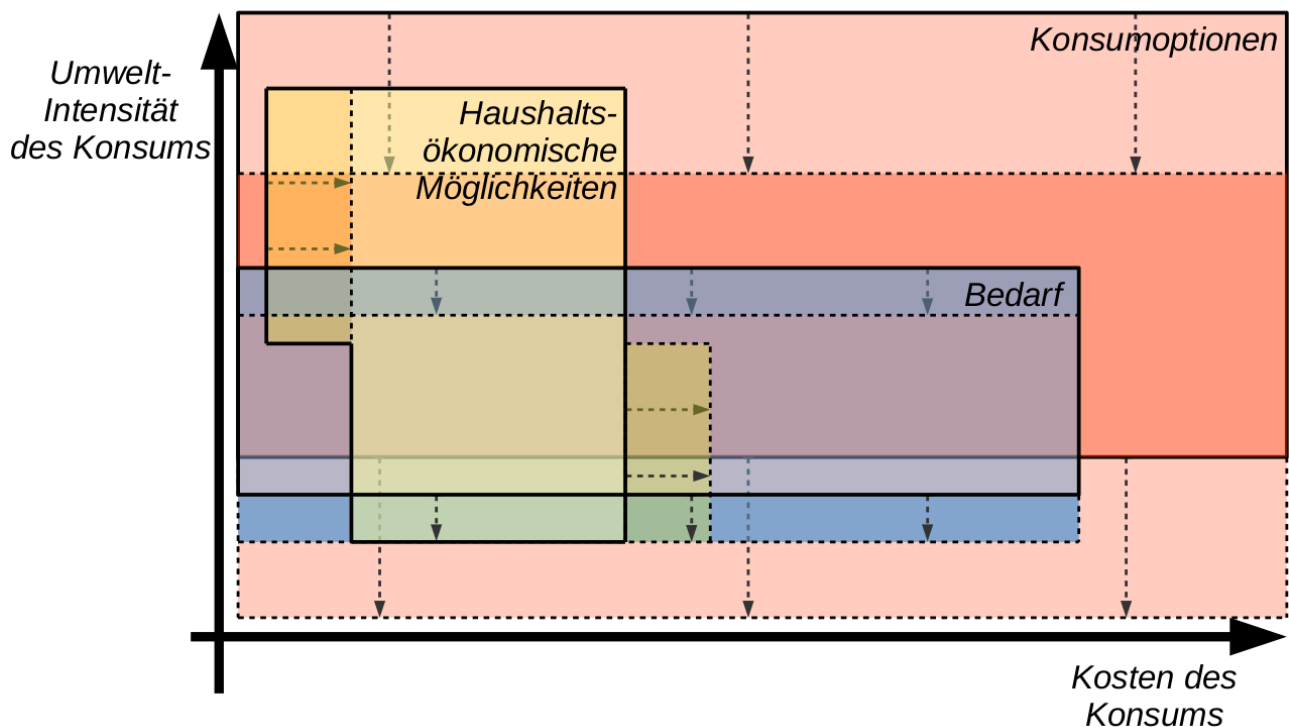 Umwelt-
Intensität
des Konsums
Konsumoptionen
Haushalts-
ökonomische
Möglichkeiten
Bedarf
Kosten des
Konsums